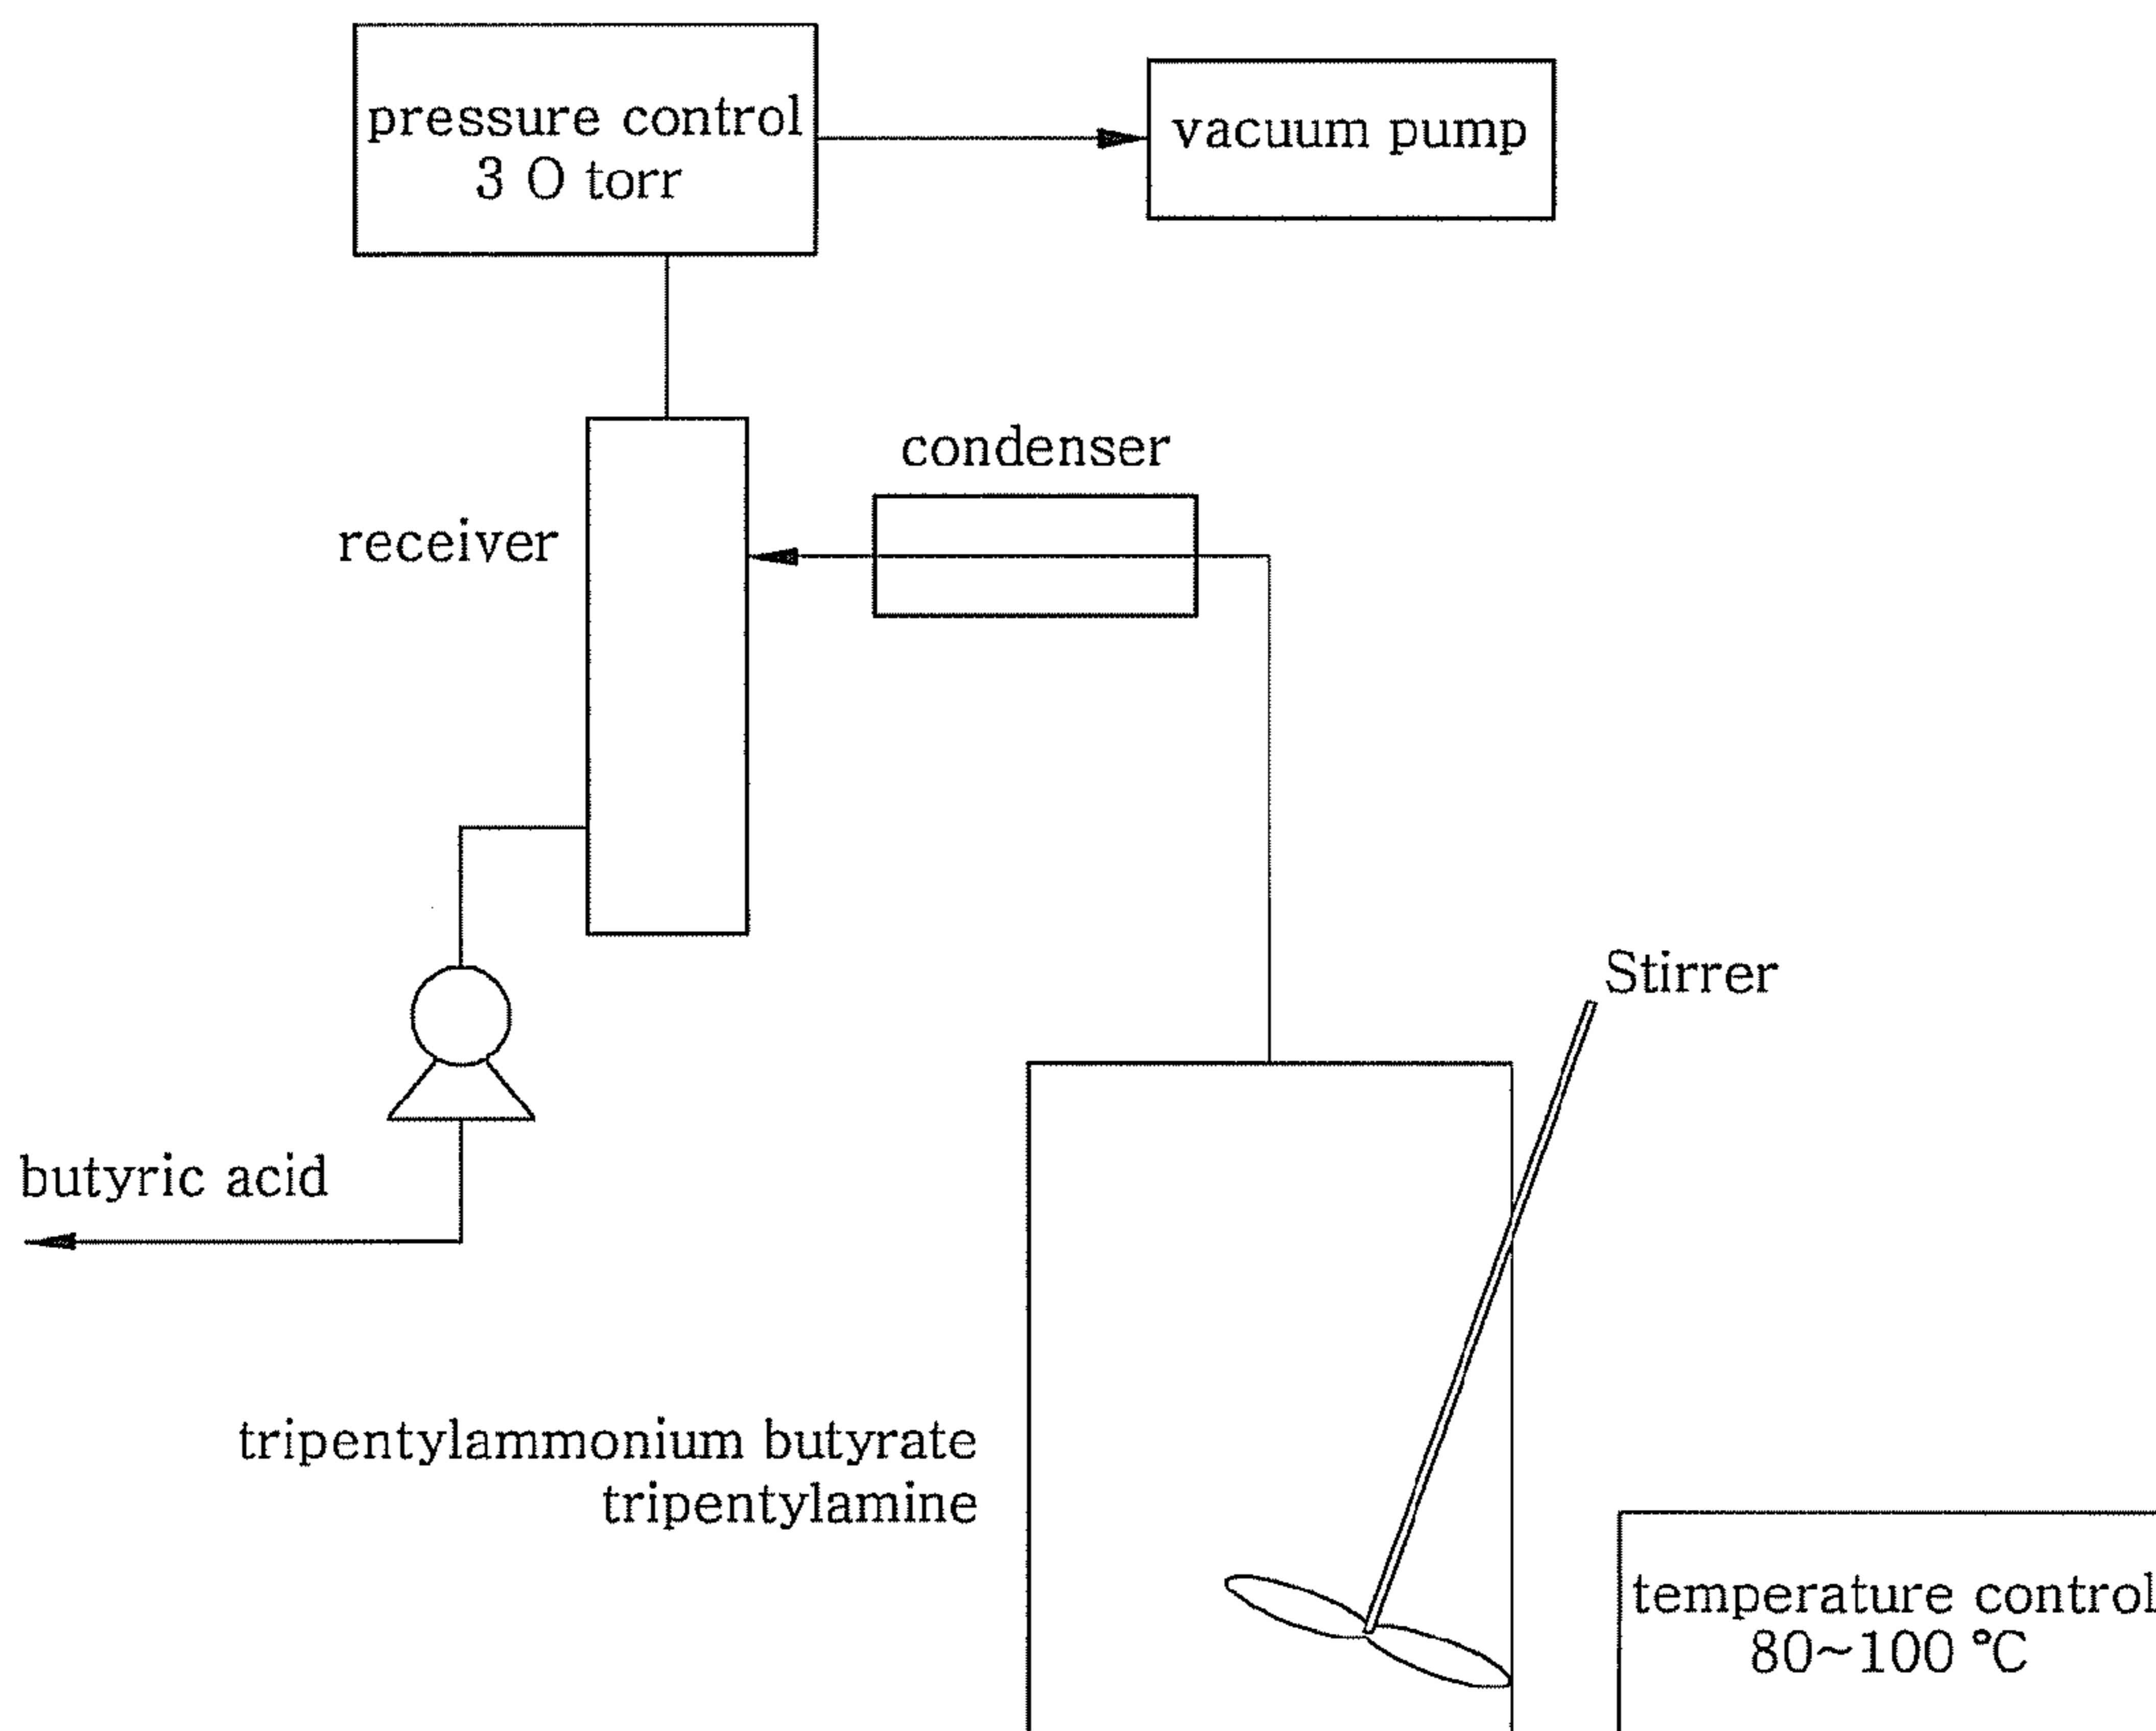 pressure control
3 O torr
vacuum pump
condenser
receiver
Stirrer
butyric acid
tripentylammonium butyrate
tripentylamine
temperature control
80~100 °C